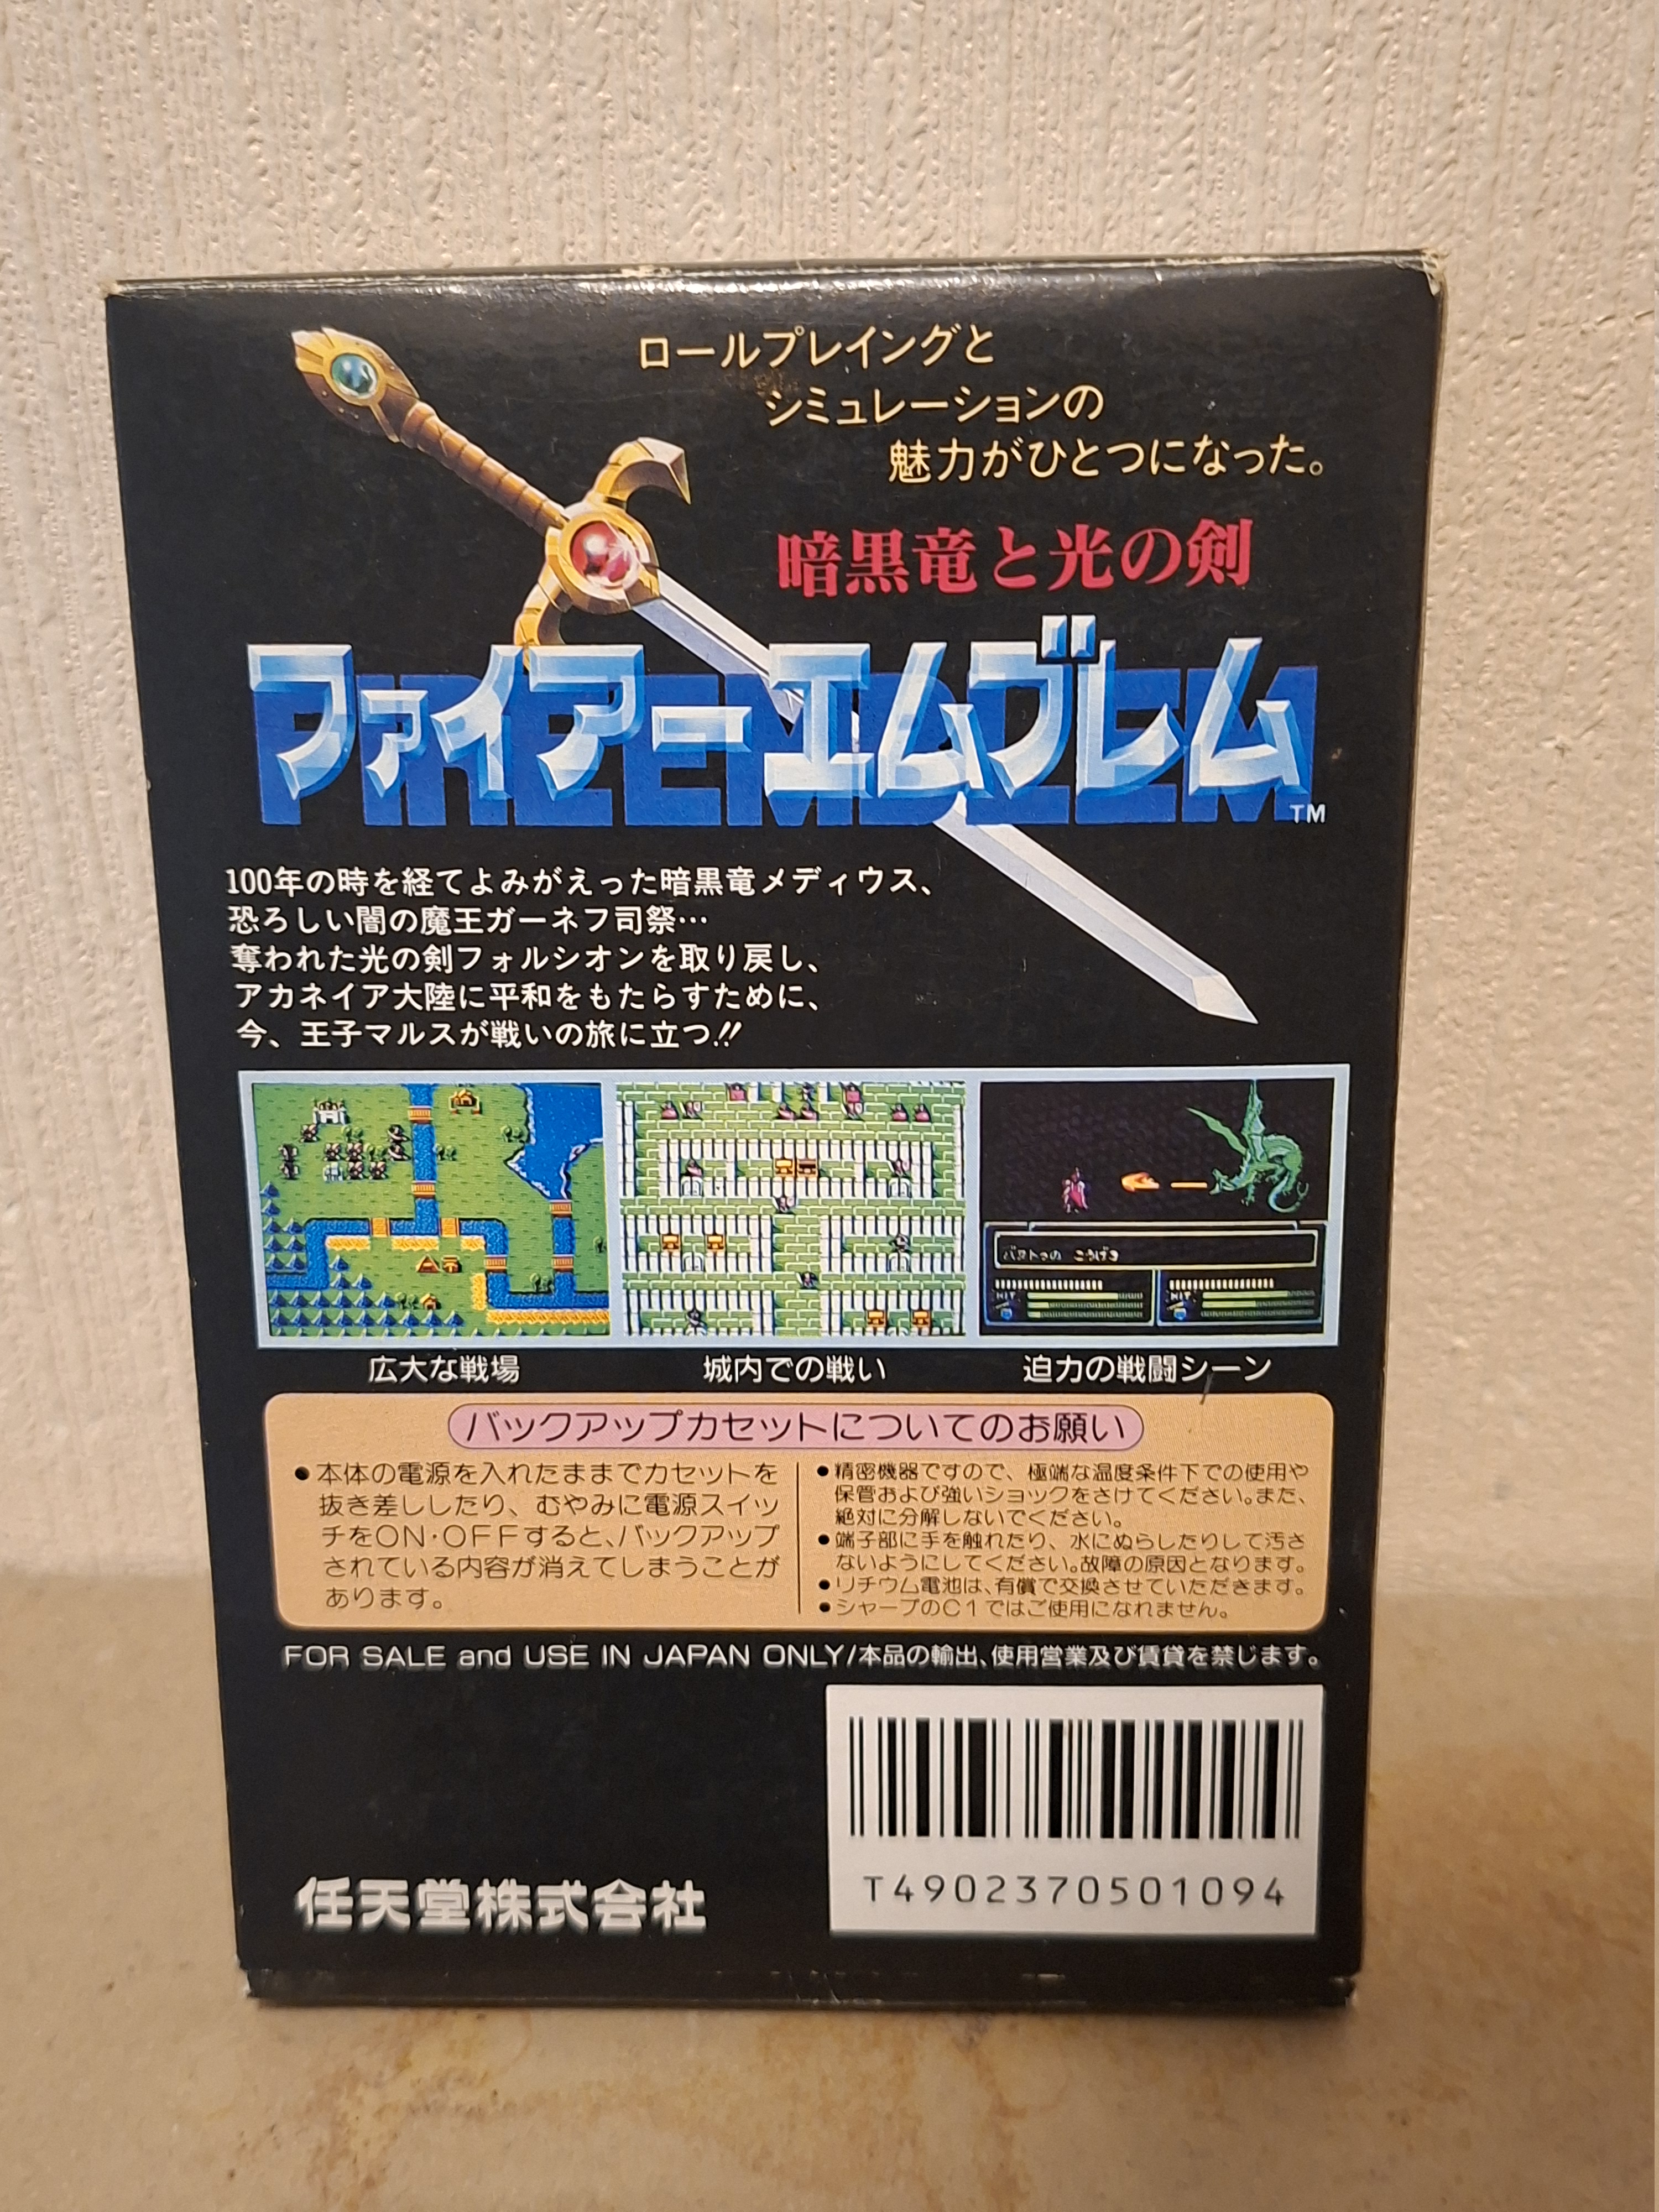 ロールプレイングと
シミュレーションの
魅力がひとつになった。
暗黒竜と光の剣
ファイアーエムブレム
FIRE EMBLEM
TM
100年の時を経てよみがえった暗黒竜メディウス、
恐ろしい闇の魔王ガーネフ司祭…
奪われた光の剣フォルシオンを取り戻し、
アカネイア大陸に平和をもたらすために、
今、王子マルスが戦いの旅に立つ!!
広大な戦場
城内での戦い
迫力の戦闘シーン
バックアップカセットについてのお願い
●本体の電源を入れたままでカセットを
抜き差ししたり、むやみに電源スイッ
チをON・OFFすると、バックアップ
されている内容が消えてしまうことが
あります。
●精密機器ですので、極端な温度条件下での使用や
保管および強いショックをさけてください。また、
絶対に分解しないでください。
●端子部に手を触れたり、水にぬらしたりして汚さ
ないようにしてください。故障の原因となります。
●リチウム電池は、有償で交換させていただきます。
●シャープのC1ではご使用になれません。
FOR SALE and USE IN JAPAN ONLY/本品の輸出、使用営業及び賃貸を禁じます。
T4902370501094
任天堂株式会社